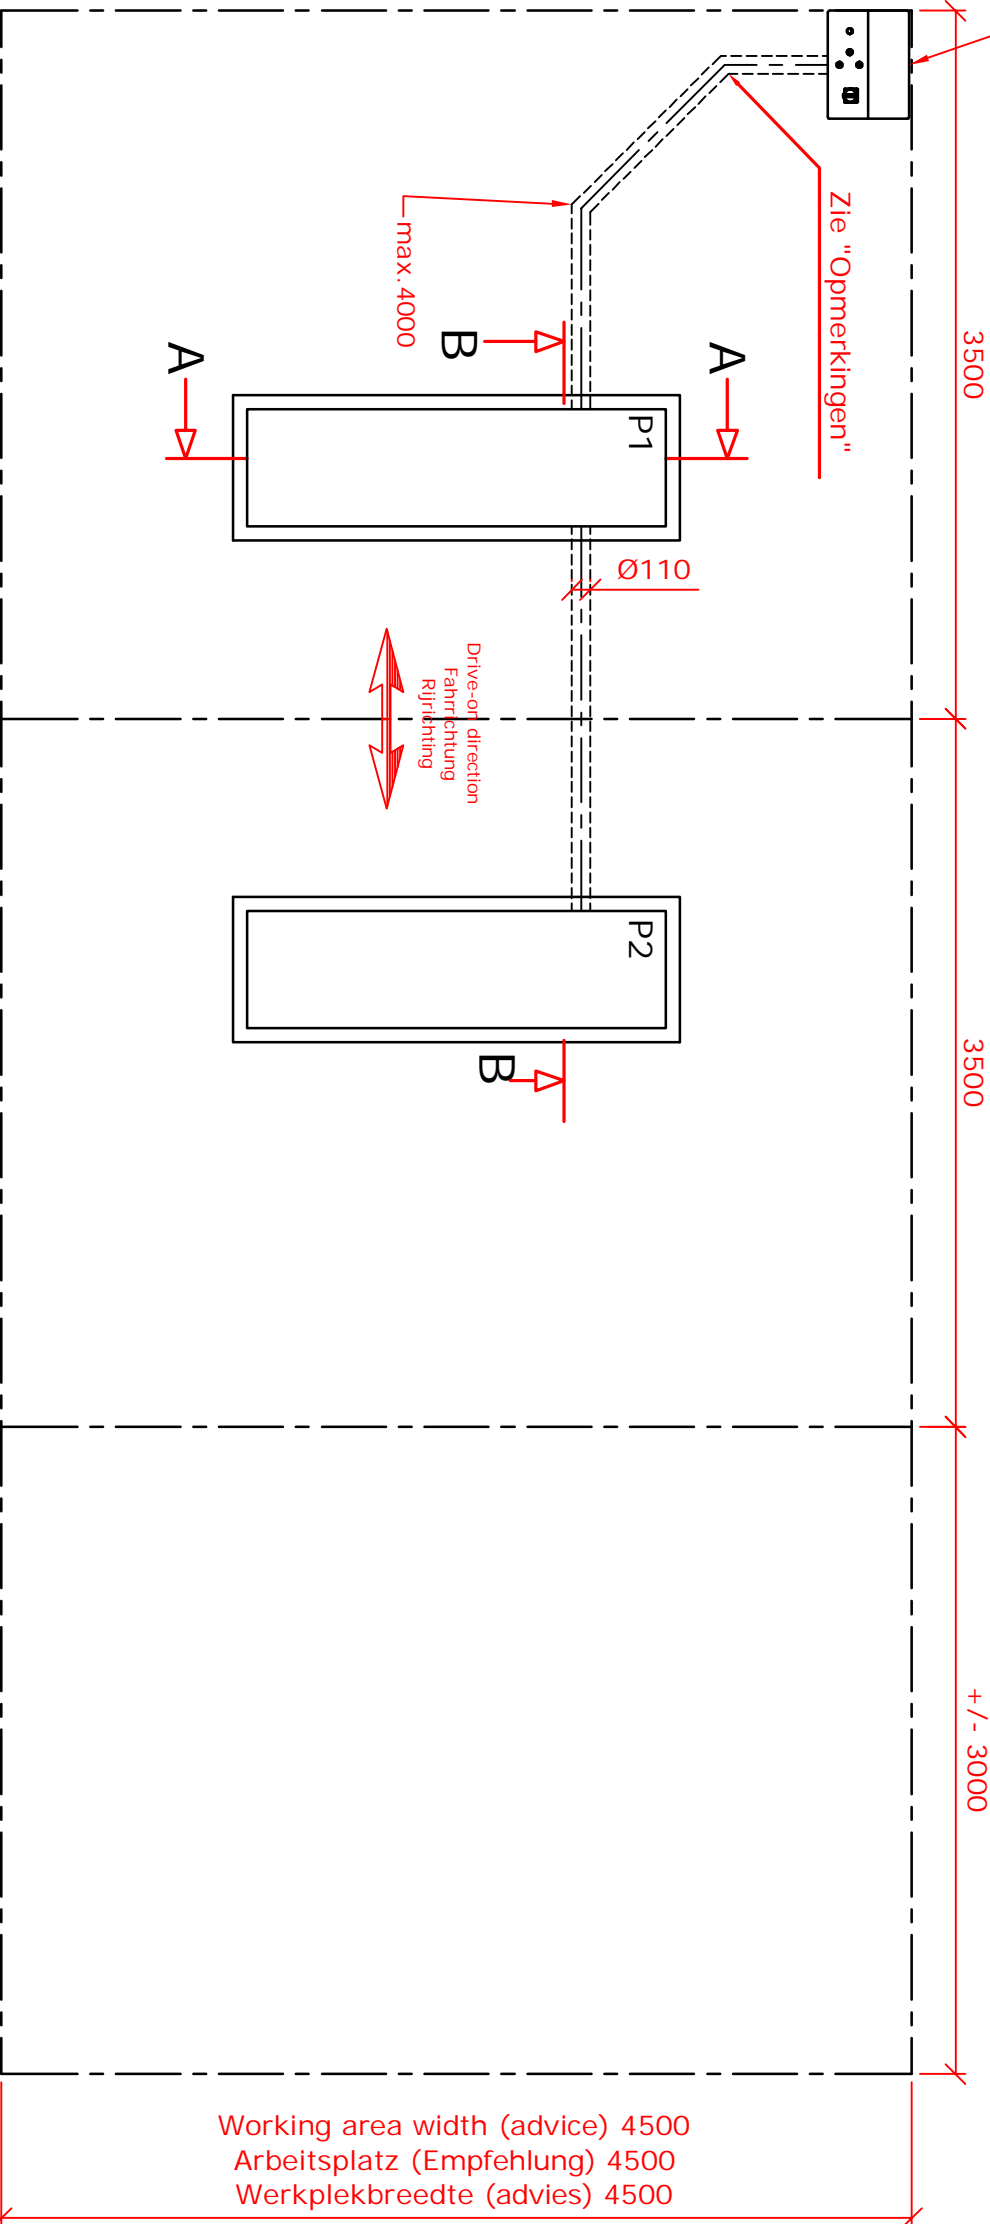 3500
Zie "Opmerkingen"
max. 4000
B
A
A
P1
Ø110
Drive-on direction
Fahrrichtung
Rijrichting
P2
B
3500
+/- 3000
Working area width (advice) 4500
Arbeitsplatz (Empfehlung) 4500
Werkplekbreedte (advies) 4500